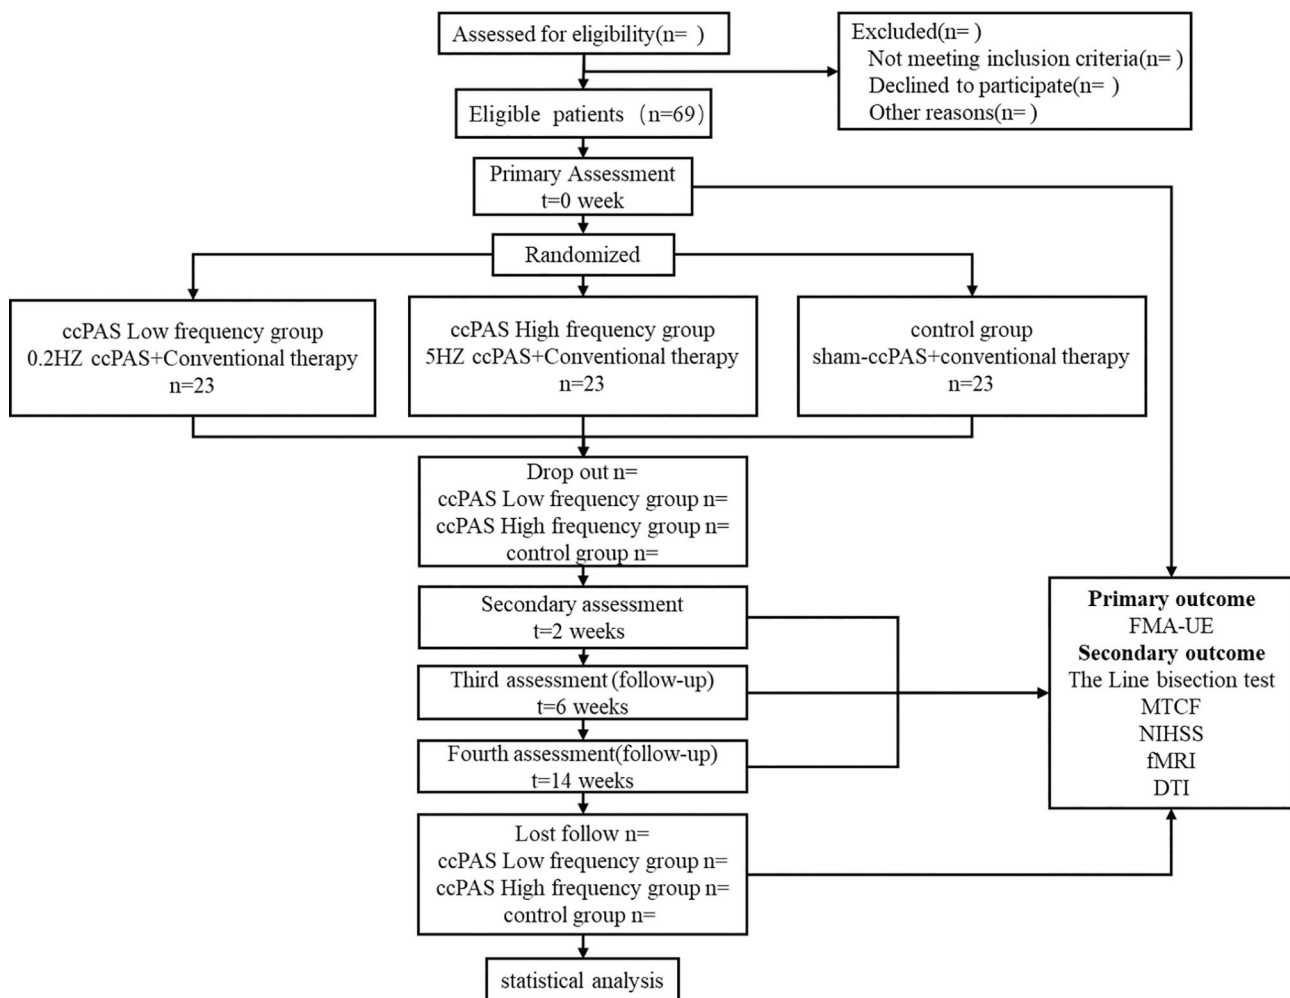 Assessed for eligibility(n= )
Excluded(n= )
Not meeting inclusion criteria(n= )
Declined to participate(n= )
Other reasons(n= )
Eligible patients (n=69)
Primary Assessment
t=0 week
Randomized
ccPAS Low frequency group
0.2HZ ccPAS+Conventional therapy
n=23
ccPAS High frequency group
5HZ ccPAS+Conventional therapy
n=23
control group
sham-ccPAS+conventional therapy
n=23
Drop out n=
ccPAS Low frequency group n=
ccPAS High frequency group n=
control group n=
Secondary assessment
t=2 weeks
Third assessment(follow-up)
t=6 weeks
Fourth assessment(follow-up)
t=14 weeks
Lost follow n=
ccPAS Low frequency group n=
ccPAS High frequency group n=
control group n=
statistical analysis
Primary outcome
FMA-UE
Secondary outcome
The Line bisection test
MTCF
NIHSS
fMRI
DTI